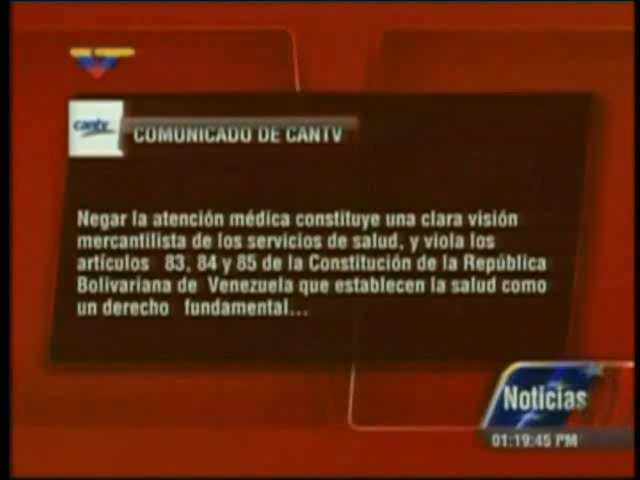 cantv
COMUNICADO DE CANTV
Negar la atención médica constituye una clara visión
mercantilista de los servicios de salud, y viola los
artículos 83, 84 y 85 de la Constitución de la República
Bolivariana de Venezuela que establecen la salud como
un derecho fundamental...
Noticias
01:19:45 PM